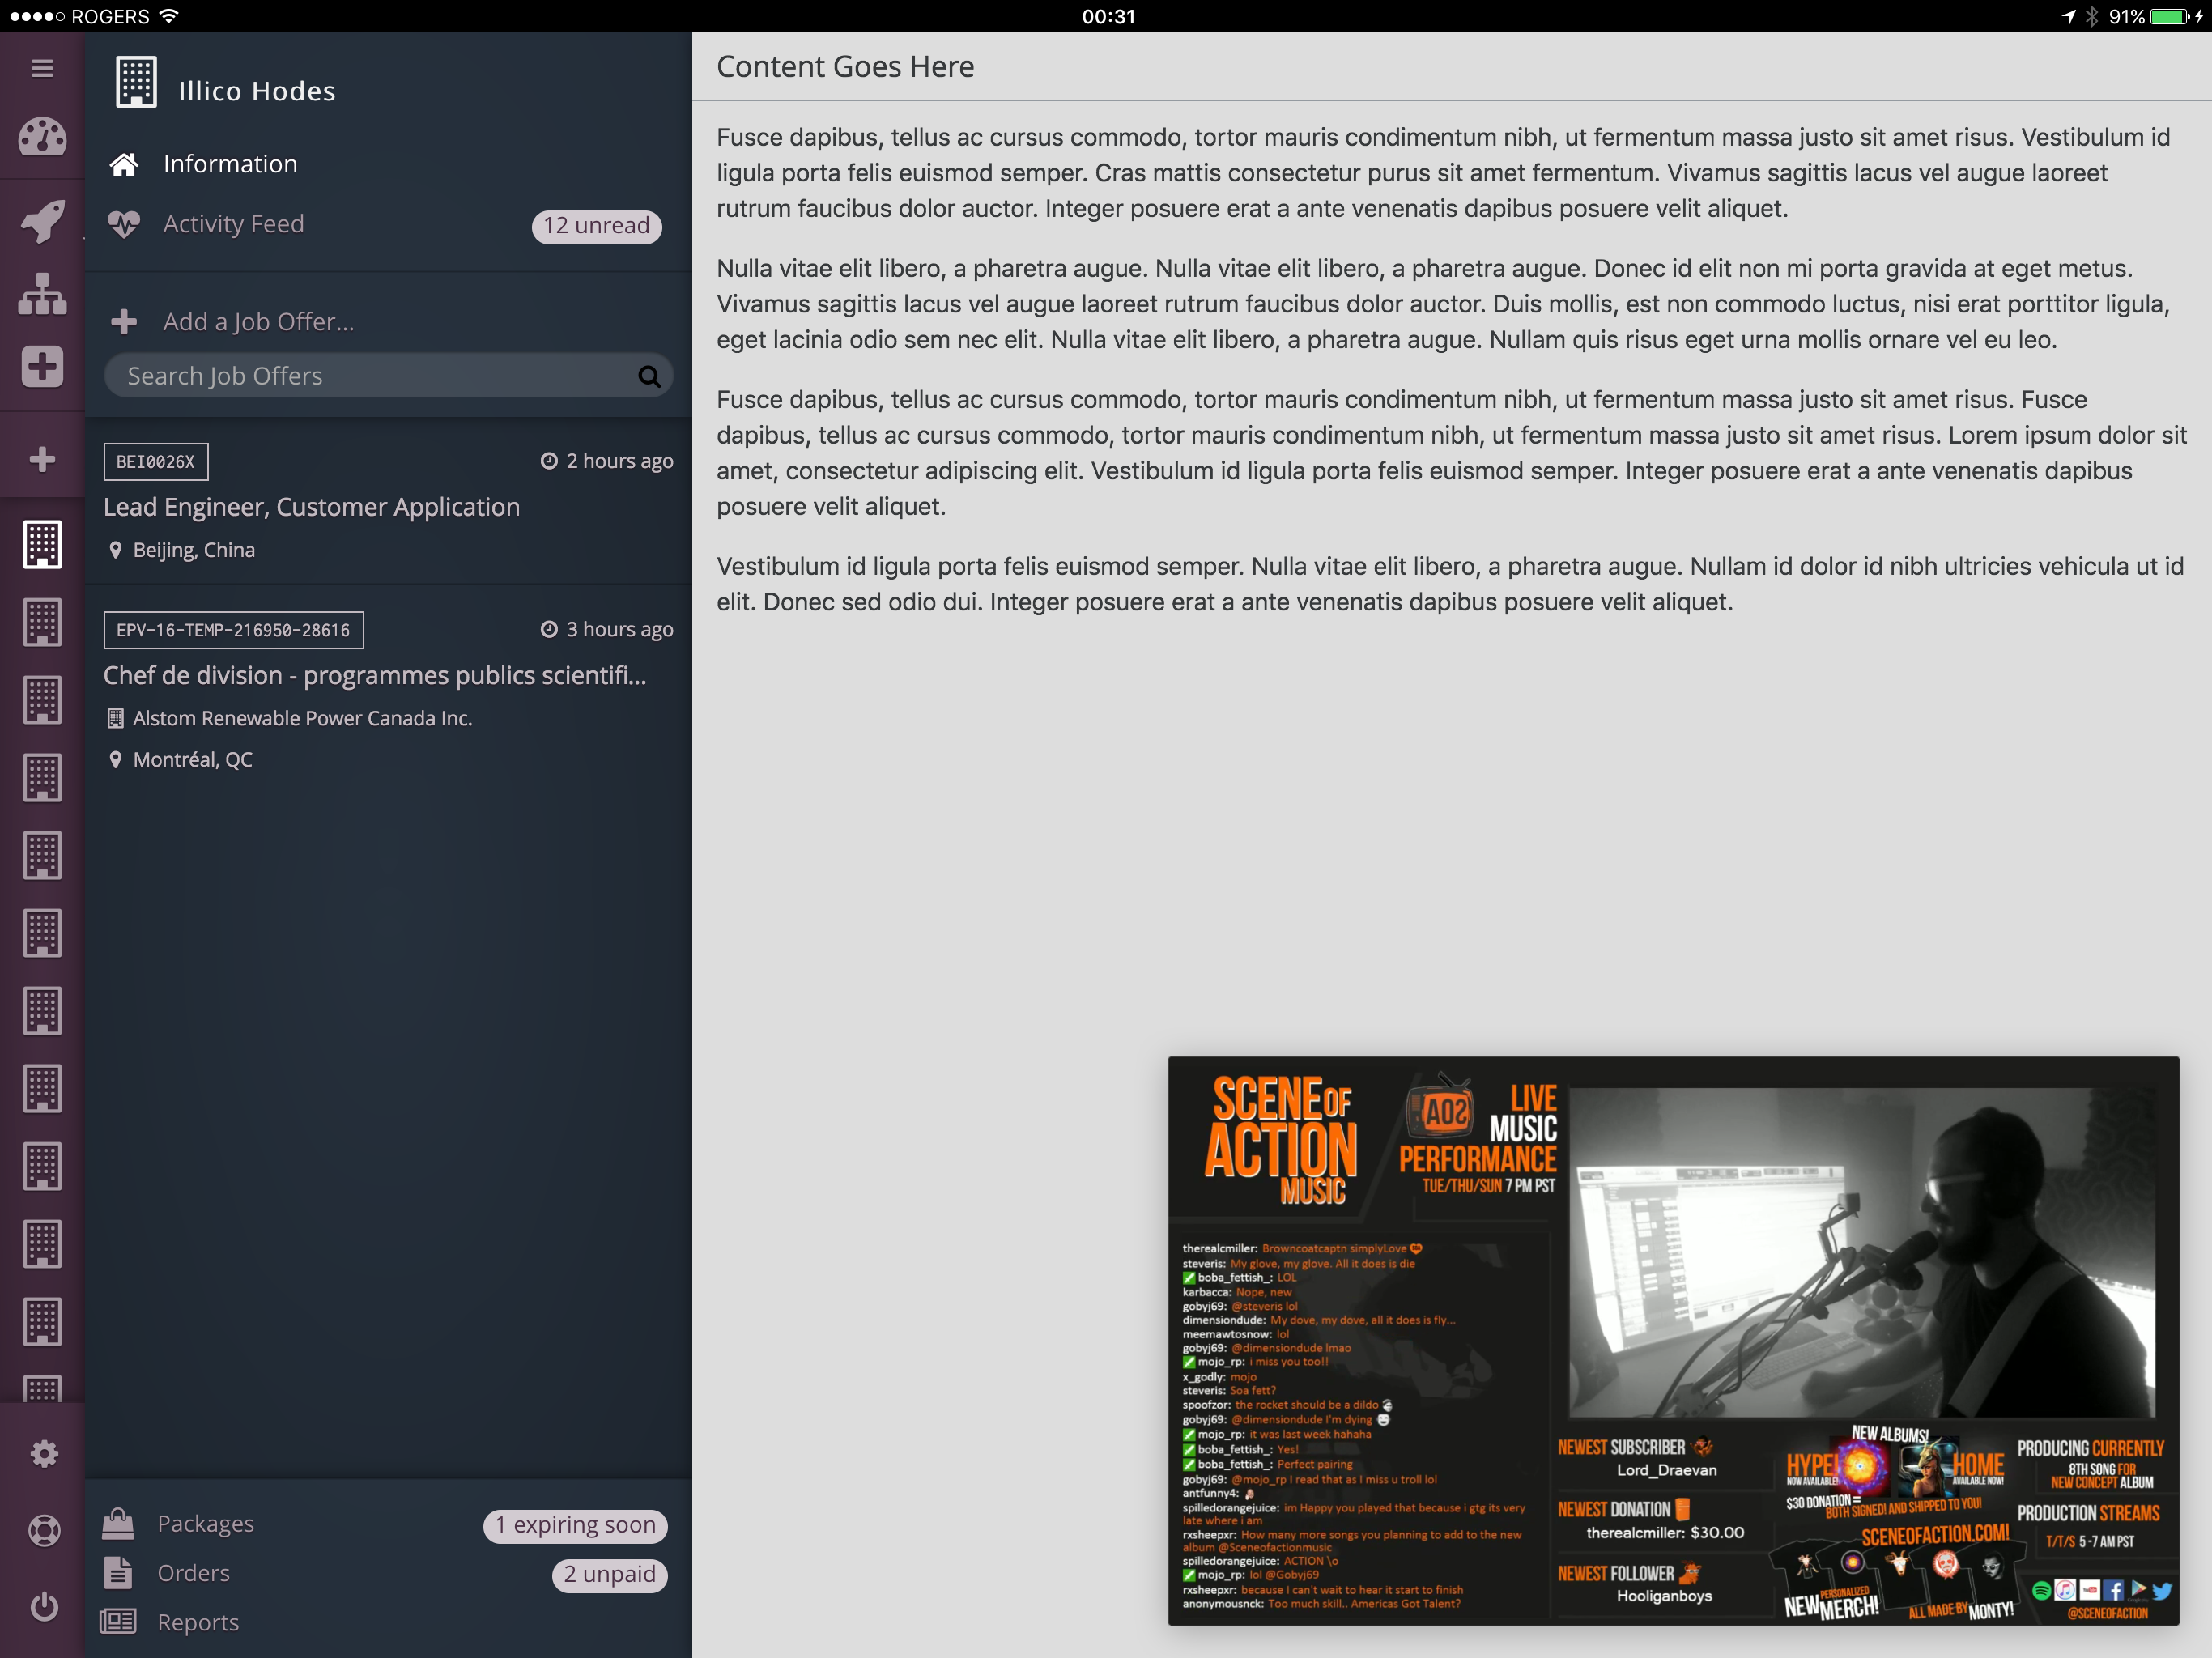 ROGERS
00:31
91%
Illico Hodes
Information
Activity Feed
12 unread
Add a Job Offer...
Search Job Offers
BEI0026X
2 hours ago
Lead Engineer, Customer Application
Beijing, China
EPV-16-TEMP-216950-28616
3 hours ago
Chef de division - programmes publics scientifi...
Alstom Renewable Power Canada Inc.
Montréal, QC
Packages
1 expiring soon
Orders
2 unpaid
Reports
Content Goes Here
Fusce dapibus, tellus ac cursus commodo, tortor mauris condimentum nibh, ut fermentum massa justo sit amet risus. Vestibulum id
ligula porta felis euismod semper. Cras mattis consectetur purus sit amet fermentum. Vivamus sagittis lacus vel augue laoreet
rutrum faucibus dolor auctor. Integer posuere erat a ante venenatis dapibus posuere velit aliquet.
Nulla vitae elit libero, a pharetra augue. Nulla vitae elit libero, a pharetra augue. Donec id elit non mi porta gravida at eget metus.
Vivamus sagittis lacus vel augue laoreet rutrum faucibus dolor auctor. Duis mollis, est non commodo luctus, nisi erat porttitor ligula,
eget lacinia odio sem nec elit. Nulla vitae elit libero, a pharetra augue. Nullam quis risus eget urna mollis ornare vel eu leo.
Fusce dapibus, tellus ac cursus commodo, tortor mauris condimentum nibh, ut fermentum massa justo sit amet risus. Fusce
dapibus, tellus ac cursus commodo, tortor mauris condimentum nibh, ut fermentum massa justo sit amet risus. Lorem ipsum dolor sit
amet, consectetur adipiscing elit. Vestibulum id ligula porta felis euismod semper. Integer posuere erat a ante venenatis dapibus
posuere velit aliquet.
Vestibulum id ligula porta felis euismod semper. Nulla vitae elit libero, a pharetra augue. Nullam id dolor id nibh ultricies vehicula ut id
elit. Donec sed odio dui. Integer posuere erat a ante venenatis dapibus posuere velit aliquet.
SCENE OF
ACTION
MUSIC
AOS
LIVE
MUSIC
PERFORMANCE
TUE/THU/SUN 7 PM PST
therealcmiller: Browncoatcaptn simplyLove
steveris: My glove, my glove. All it does is die
boba_fettish_: LOL
karbacca: Nope, new
gobyj69: @steveris lol
dimensiondude: My dove, my dove, all it does is fly...
meemawtosnow: lol
gobyj69: @dimensiondude lmao
mojo_rp: i miss you too!!
x_godly: mojo
steveris: Soa fett?
spoofzor: the rocket should be a dildo
gobyj69: @dimensiondude I'm dying
mojo_rp: it was last week hahaha
boba_fettish_: Yes!
boba_fettish_: Perfect pairing
gobyj69: @mojo_rp I read that as I miss u troll lol
antfunny4:
spilledorangejuice: im Happy you played that because i gtg its very
late where i am
rxsheepxr: How many more songs you planning to add to the new
album @Sceneofactionmusic
spilledorangejuice: ACTION \o
mojo_rp: lol @Gobyj69
rxsheepxr: because I can't wait to hear it start to finish
anonymousnck: Too much skill.. Americas Got Talent?
NEWEST SUBSCRIBER
Lord_Draevan
NEWEST DONATION
therealcmiller: $30.00
NEWEST FOLLOWER
Hooliganboys
NEW ALBUMS!
HYPE
NOW AVAILABLE!
HOME
AVAILABLE NOW!
$30 DONATION =
BOTH SIGNED! AND SHIPPED TO YOU!
SCENEOFACTION.COM!
PERSONALIZED
NEW MERCH!
ALL MADE BY MONTY!
PRODUCING CURRENTLY
8TH SONG FOR
NEW CONCEPT ALBUM
PRODUCTION STREAMS
T/T/S 5 -7 AM PST
@SCENEOFACTION